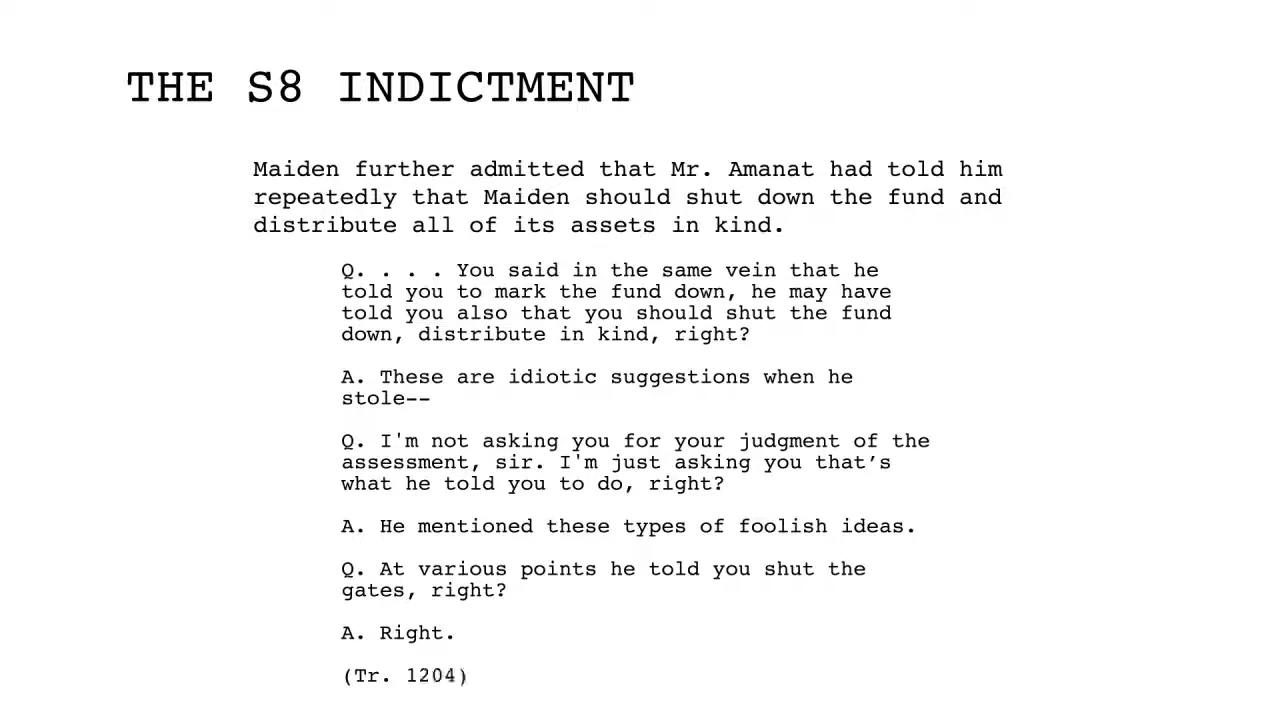 THE S8 INDICTMENT
Maiden further admitted that Mr. Amanat had told him
repeatedly that Maiden should shut down the fund and
distribute all of its assets in kind.
Q. . . . You said in the same vein that he
told you to mark the fund down, he may have
told you also that you should shut the fund
down, distribute in kind, right?
A. These are idiotic suggestions when he
stole--
Q. I'm not asking you for your judgment of the
assessment, sir. I'm just asking you that’s
what he told you to do, right?
A. He mentioned these types of foolish ideas.
Q. At various points he told you shut the
gates, right?
A. Right.
(Tr. 1204)